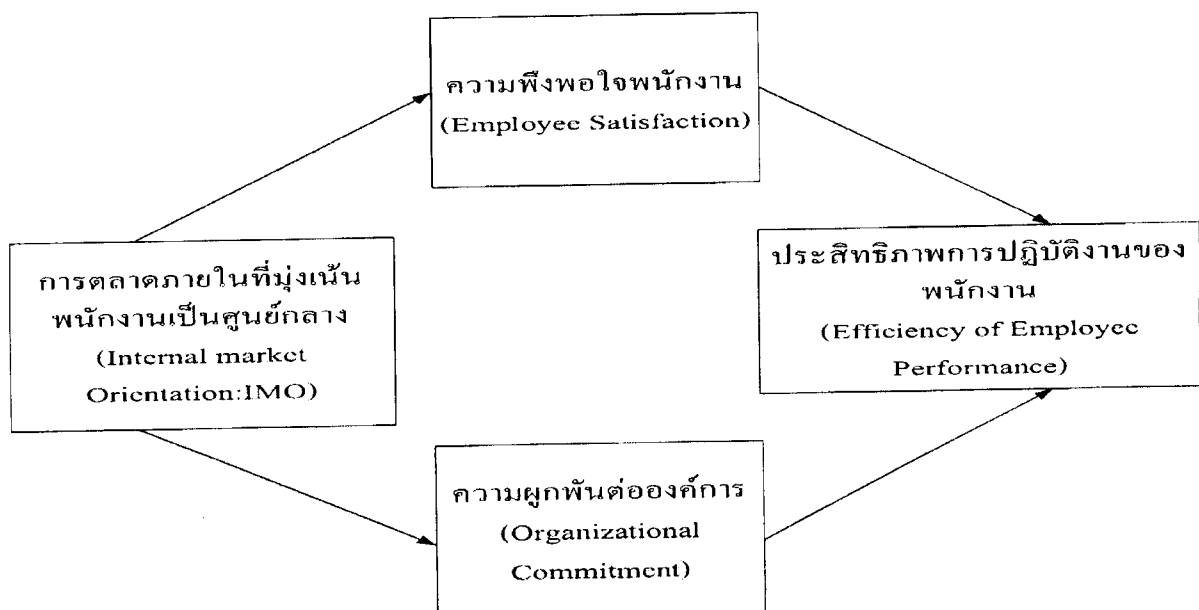 ความพึงพอใจพนักงาน
(Employee Satisfaction)
การตลาดภายในที่มุ่งเน้น
พนักงานเป็นศูนย์กลาง
(Internal market
Orientation:IMO)
ประสิทธิภาพการปฏิบัติงานของ
พนักงาน
(Efficiency of Employee
Performance)
ความผูกพันต่อองค์การ
(Organizational
Commitment)